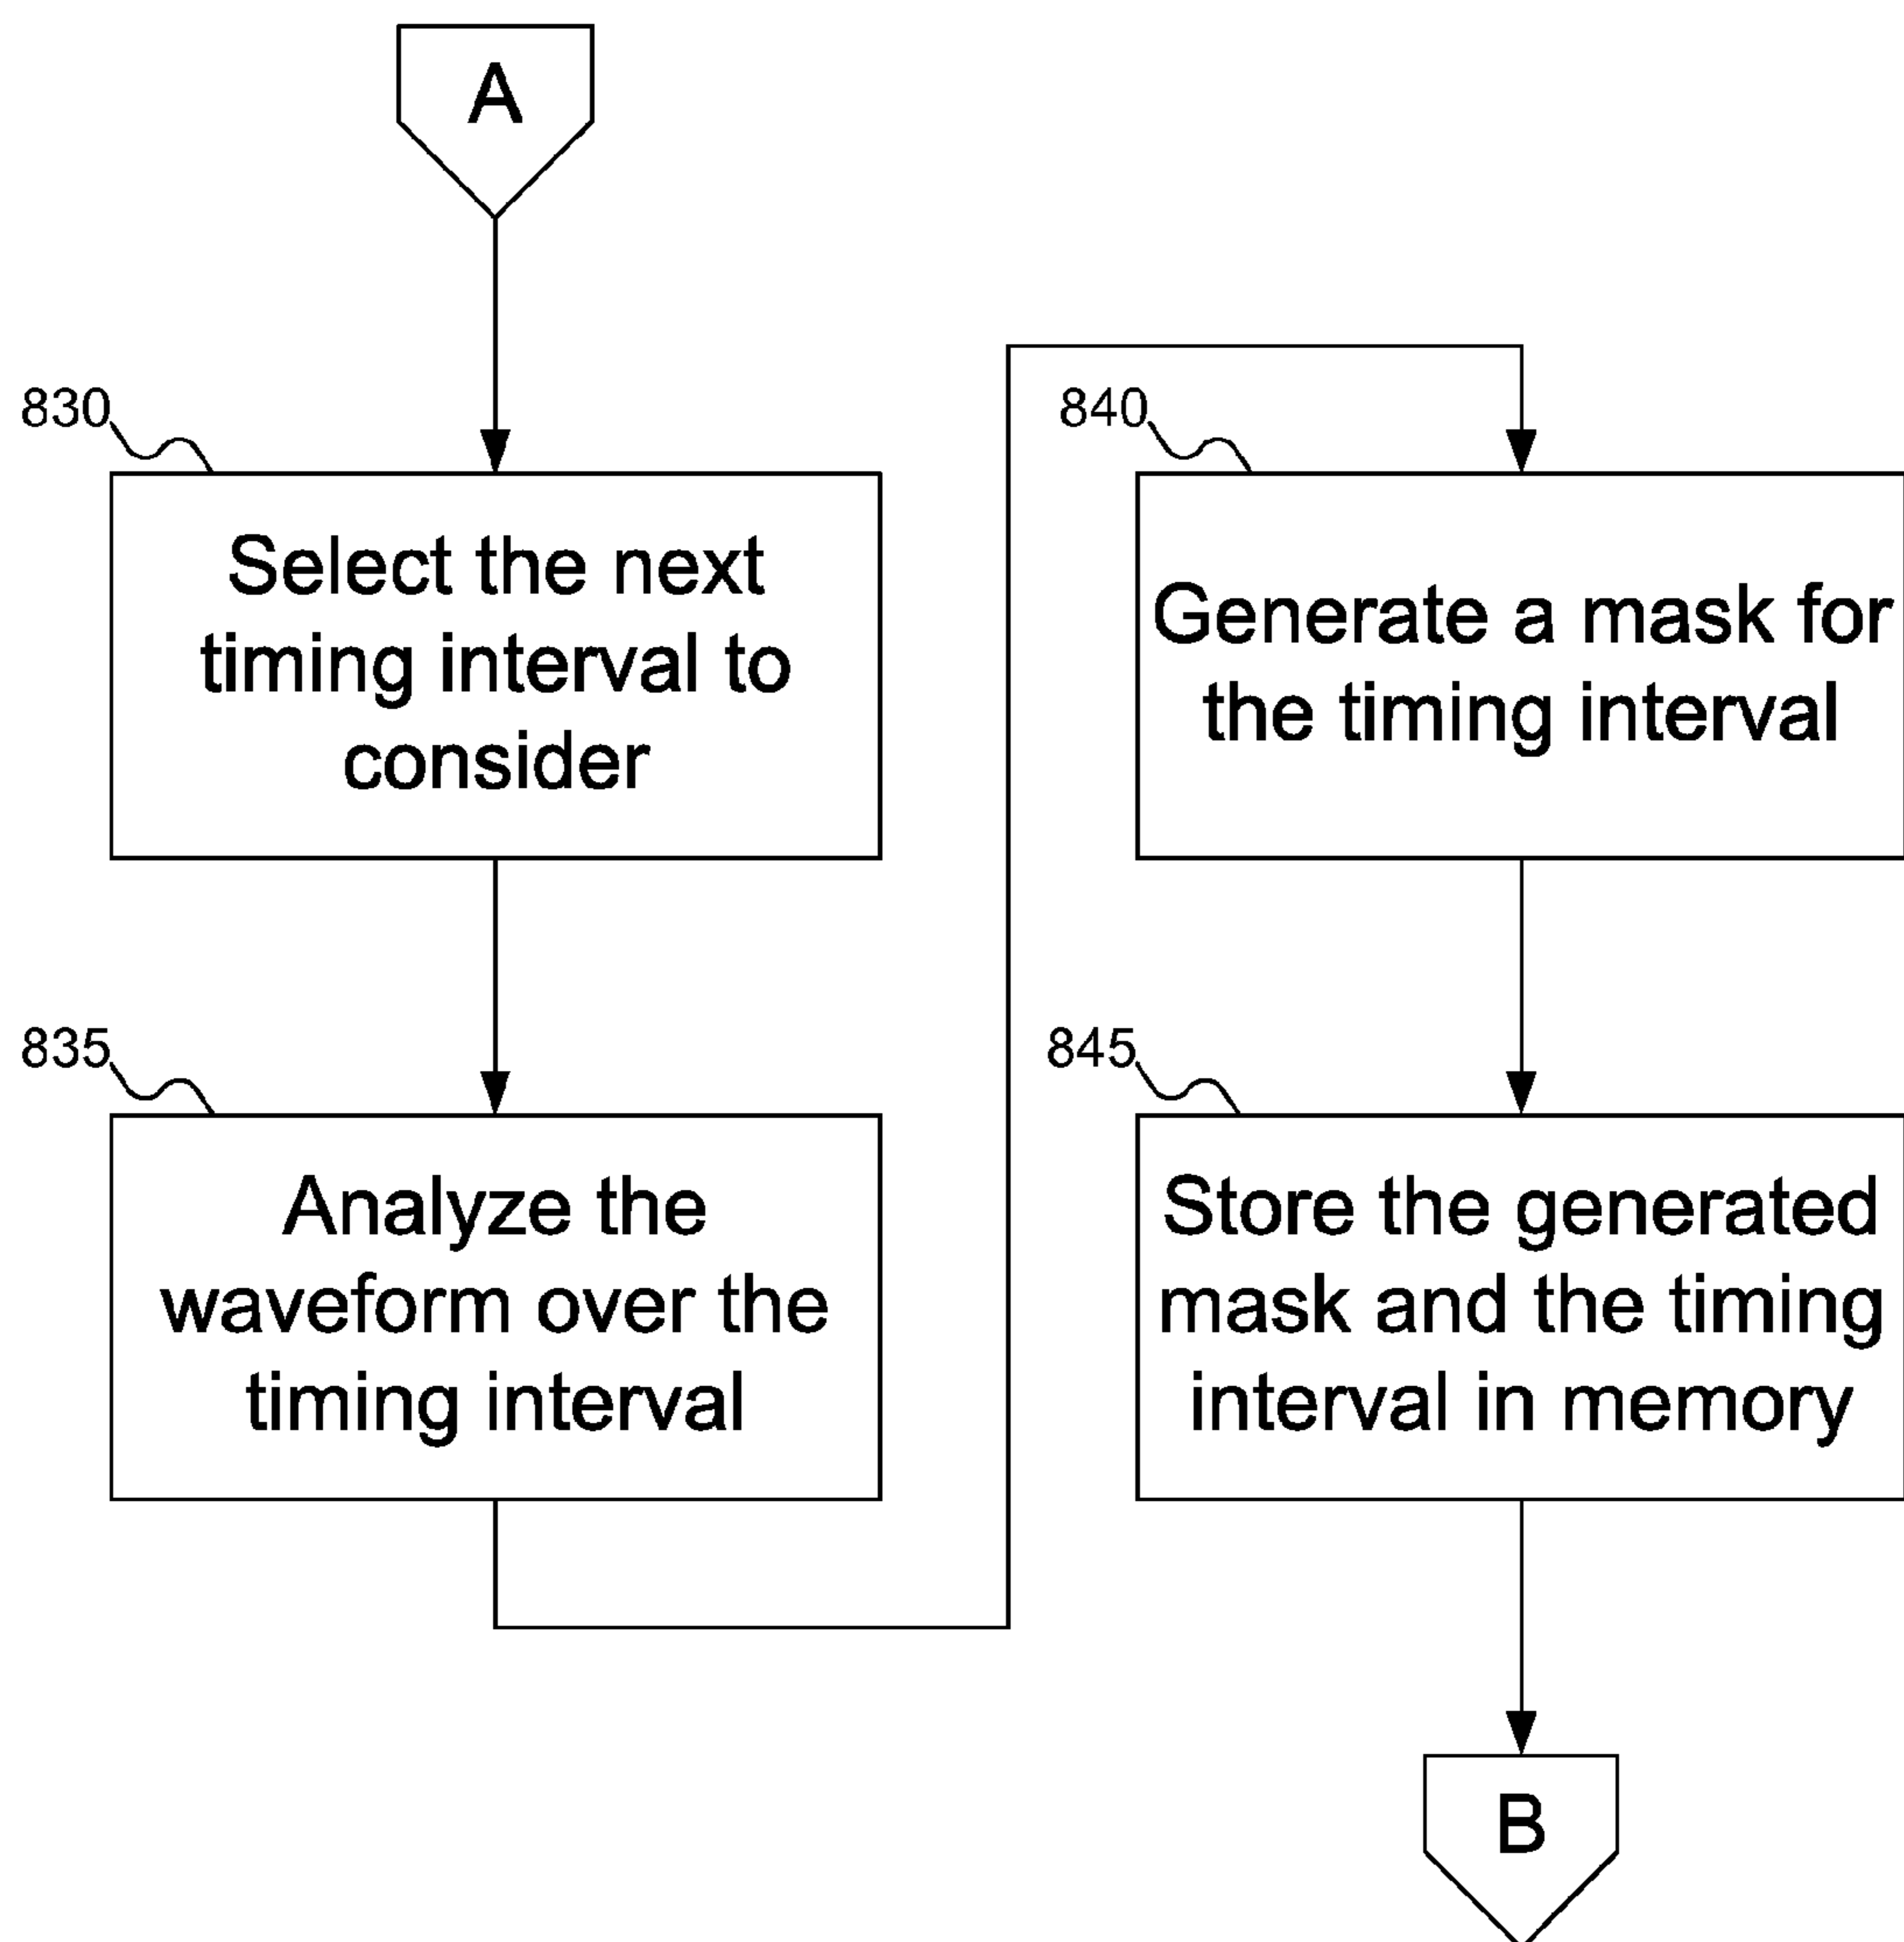 A
830
Select the next
timing interval to
consider
835
Analyze the
waveform over the
timing interval
840
Generate a mask for
the timing interval
845
Store the generated
mask and the timing
interval in memory
B